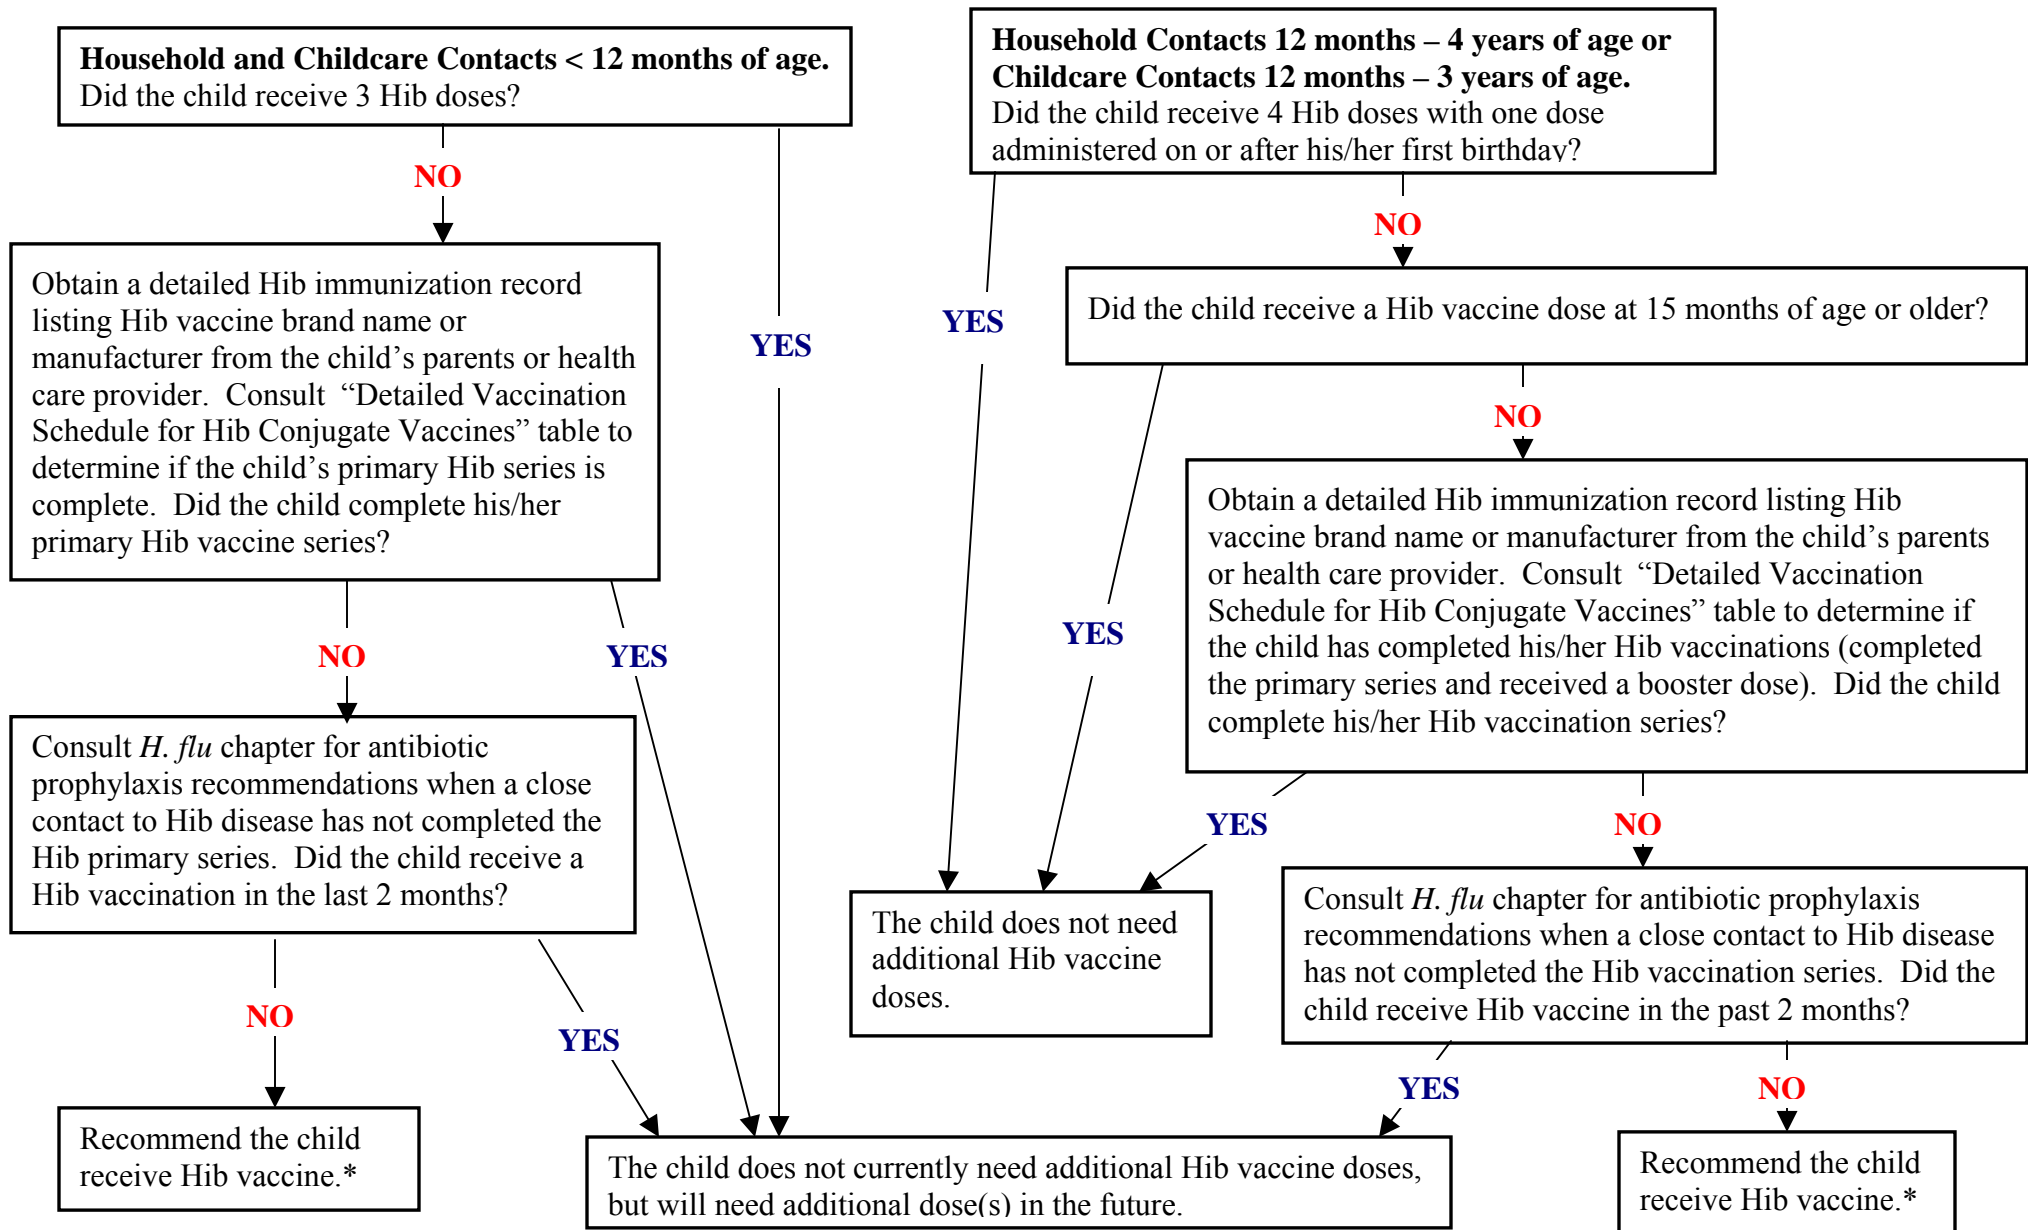 Household and Childcare Contacts < 12 months of age.
Did the child receive 3 Hib doses?
NO
YES
Obtain a detailed Hib immunization record
listing Hib vaccine brand name or
manufacturer from the child’s parents or health
care provider.  Consult  “Detailed Vaccination
Schedule for Hib Conjugate Vaccines” table to
determine if the child’s primary Hib series is
complete.  Did the child complete his/her
primary Hib vaccine series?
NO
YES
Consult H. flu chapter for antibiotic
prophylaxis recommendations when a close
contact to Hib disease has not completed the
Hib primary series.  Did the child receive a
Hib vaccination in the last 2 months?
NO
YES
Recommend the child
receive Hib vaccine.*
The child does not currently need additional Hib vaccine doses,
but will need additional dose(s) in the future.
Household Contacts 12 months – 4 years of age or
Childcare Contacts 12 months – 3 years of age.
Did the child receive 4 Hib doses with one dose
administered on or after his/her first birthday?
YES
NO
Did the child receive a Hib vaccine dose at 15 months of age or older?
YES
NO
Obtain a detailed Hib immunization record listing Hib
vaccine brand name or manufacturer from the child’s parents
or health care provider.  Consult  “Detailed Vaccination
Schedule for Hib Conjugate Vaccines” table to determine if
the child has completed his/her Hib vaccinations (completed
the primary series and received a booster dose).  Did the child
complete his/her Hib vaccination series?
YES
NO
The child does not need
additional Hib vaccine
doses.
Consult H. flu chapter for antibiotic prophylaxis
recommendations when a close contact to Hib disease
has not completed the Hib vaccination series.  Did the
child receive Hib vaccine in the past 2 months?
YES
NO
Recommend the child
receive Hib vaccine.*